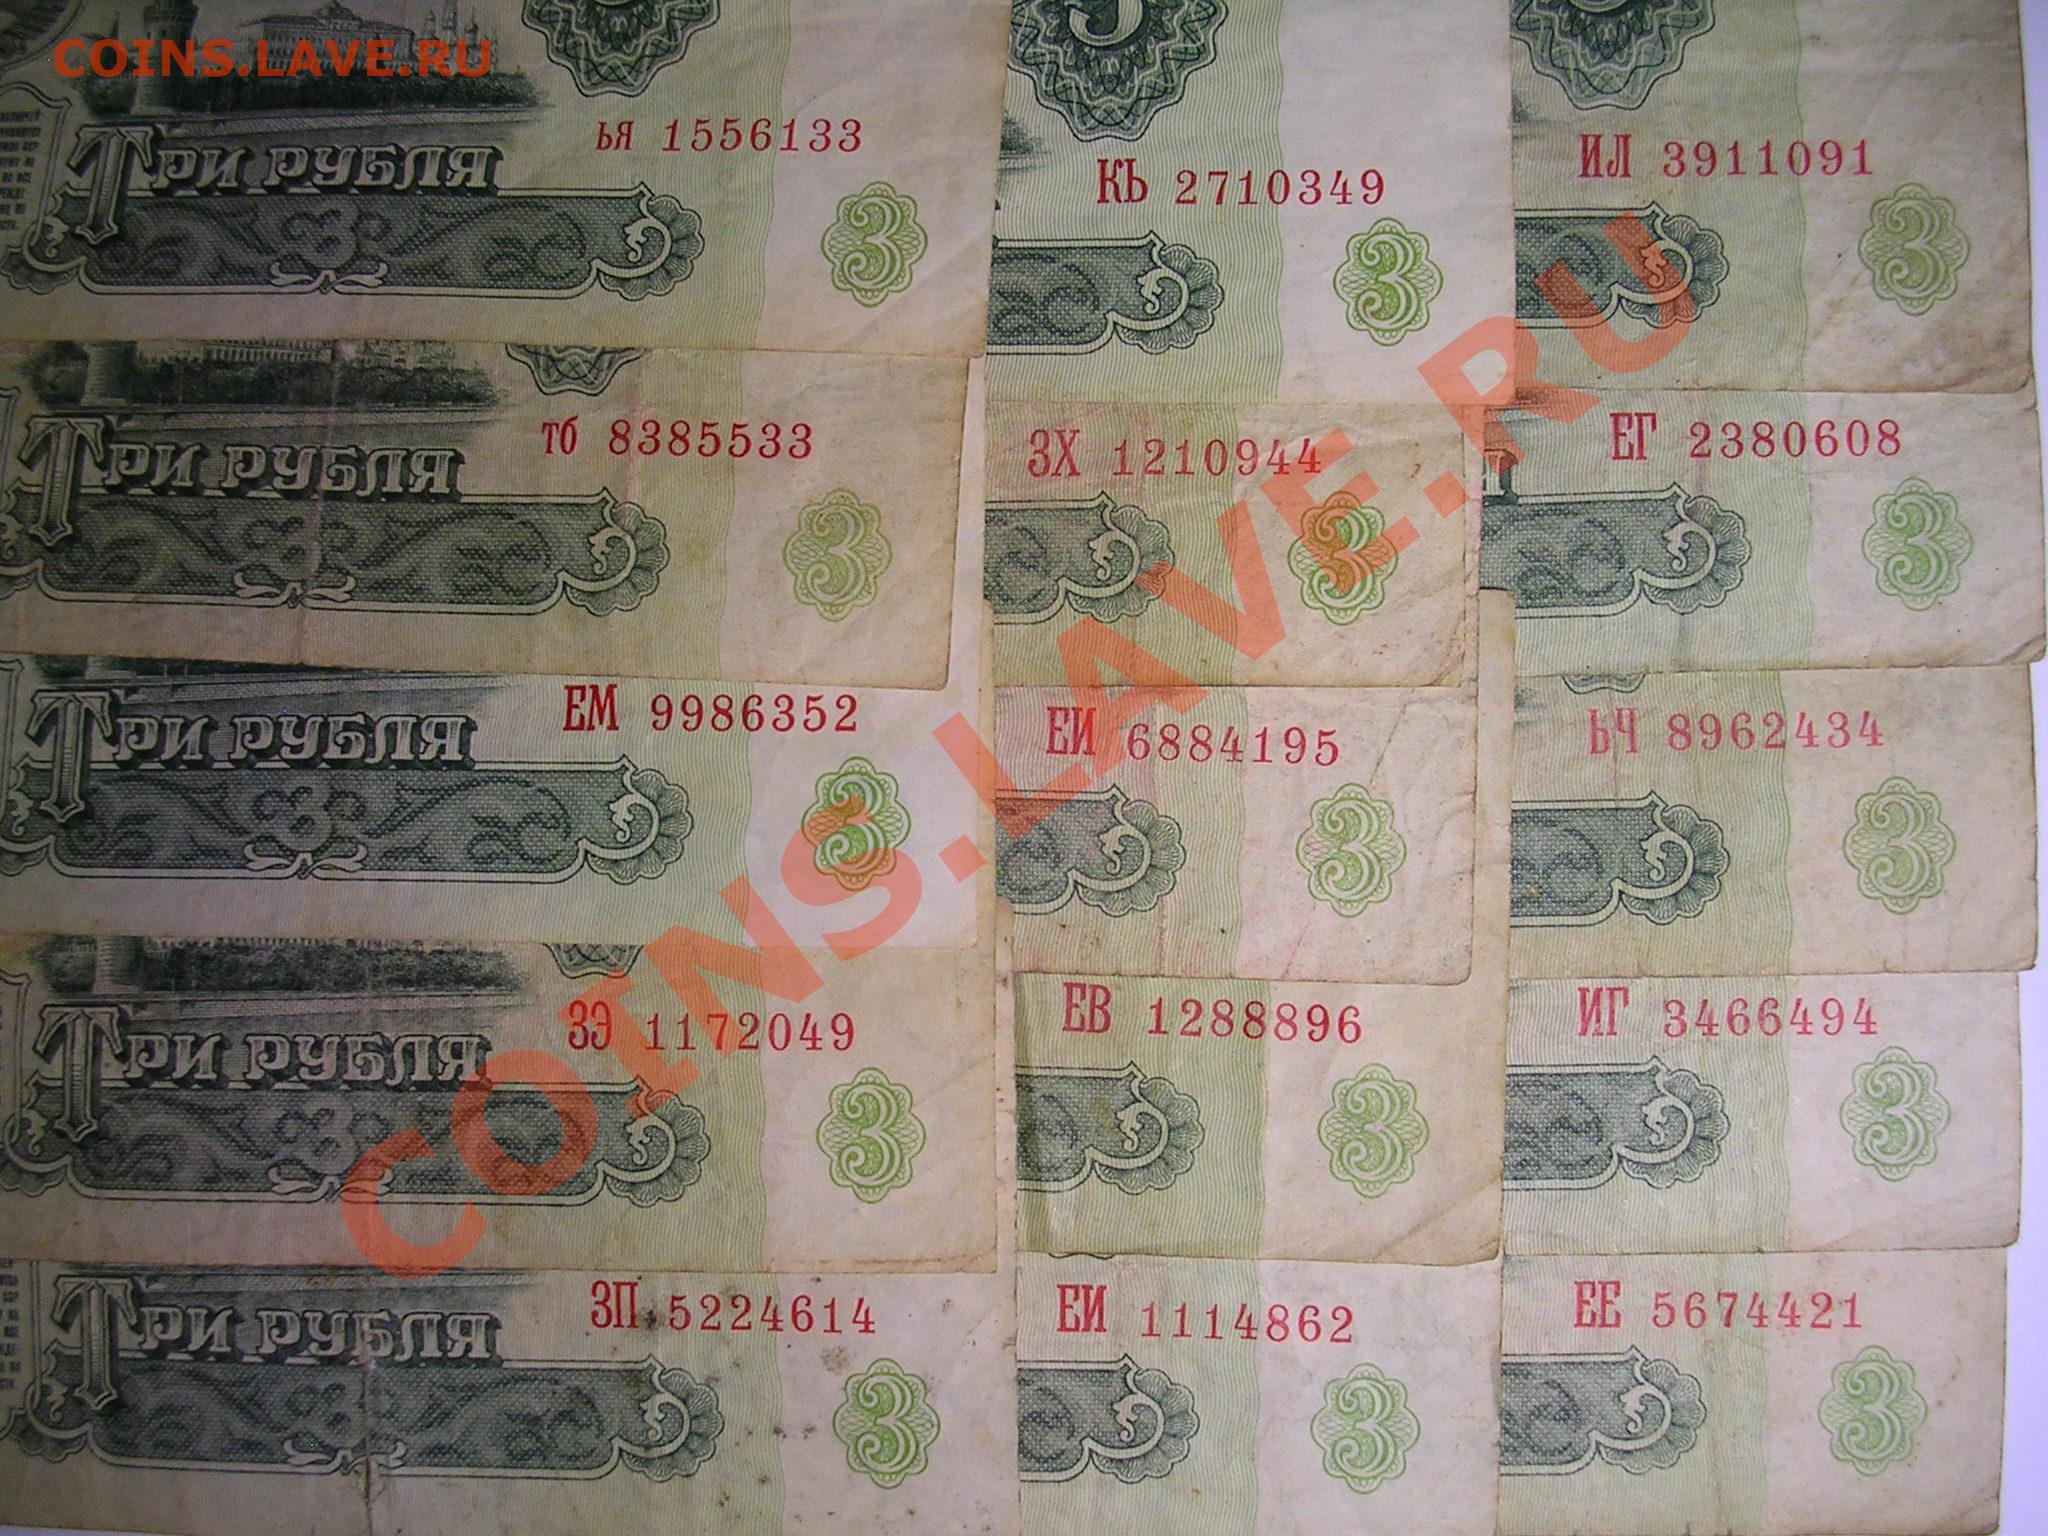 COINS.LAVE.RU
ья 1556133
ТРИ РУБЛЯ
3
тб 8385533
ТРИ РУБЛЯ
3
ЕМ 9986352
ТРИ РУБЛЯ
3
ЗЭ 1172049
ТРИ РУБЛЯ
3
ЗП 5224614
ТРИ РУБЛЯ
3
КЬ 2710349
3
ЗХ 1210944
3
ЕИ 6884195
3
ЕВ 1288896
3
ЕИ 1114862
3
ИЛ 3911091
3
ЕГ 2380608
3
ЬЧ 8962434
3
ИГ 3466494
3
ЕЕ 5674421
3
COINS.LAVE.RU